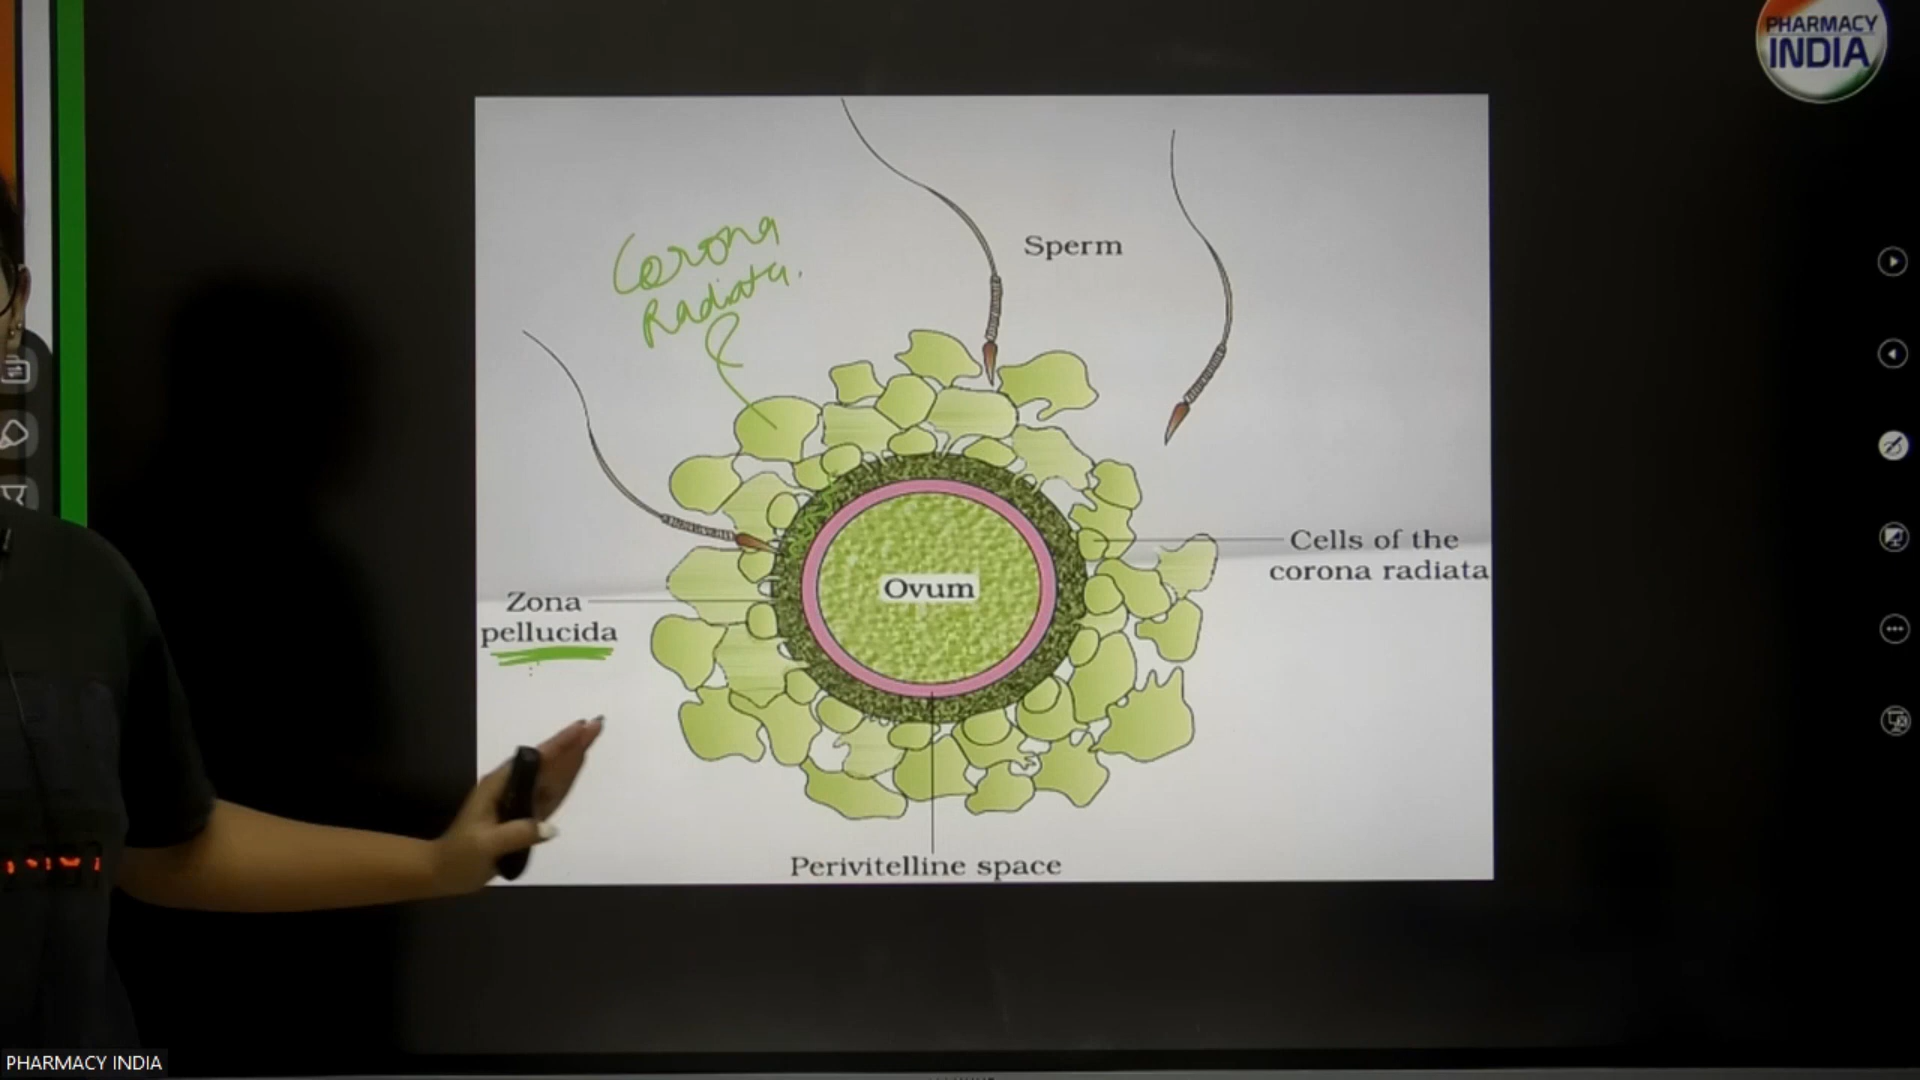 PHARMACY
INDIA
Corona
Radiata.
Sperm
Cells of the
corona radiata
Ovum
Zona
pellucida
Perivitelline space
PHARMACY INDIA